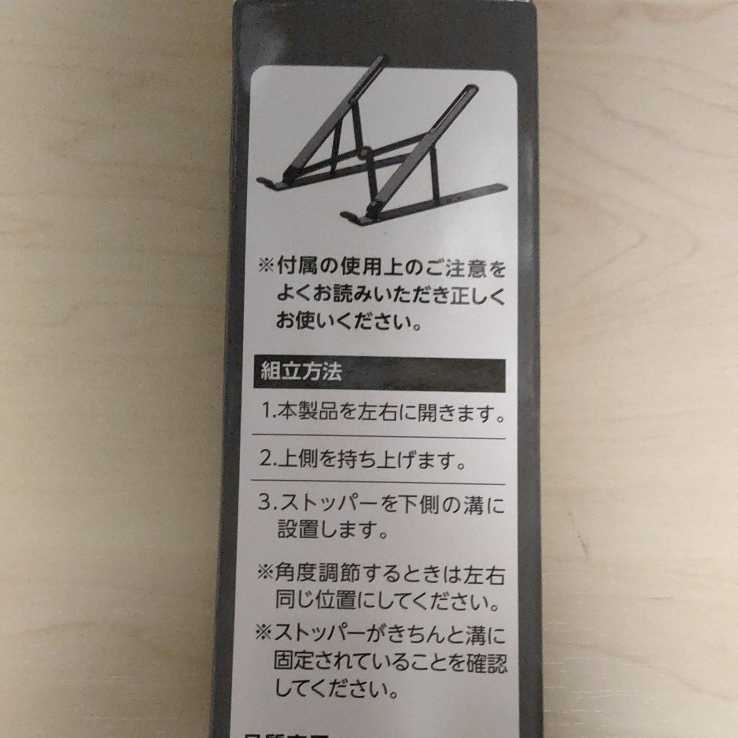 ※付属の使用上のご注意を
よくお読みいただき正しく
お使いください。
組立方法
1.本製品を左右に開きます。
2.上側を持ち上げます。
3.ストッパーを下側の溝に
設置します。
※角度調節するときは左右
同じ位置にしてください。
※ストッパーがきちんと溝に
固定されていることを確認
してください。